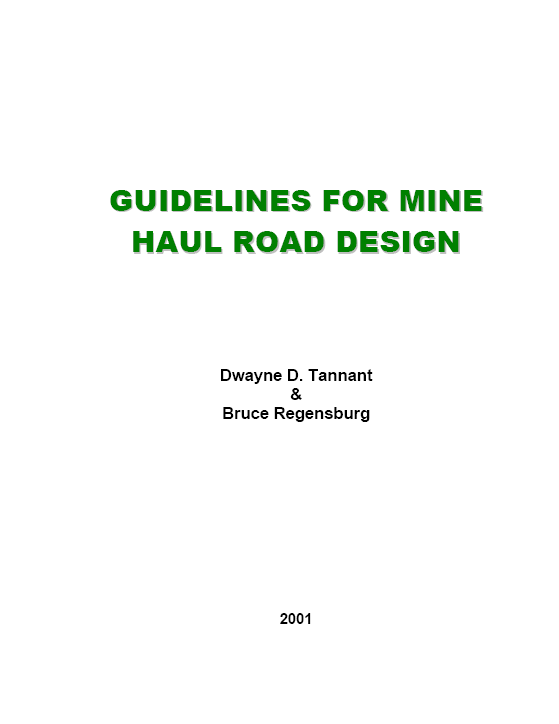 GUIDELINES FOR MINE
HAUL ROAD DESIGN
Dwayne D. Tannant
&
Bruce Regensburg
2001